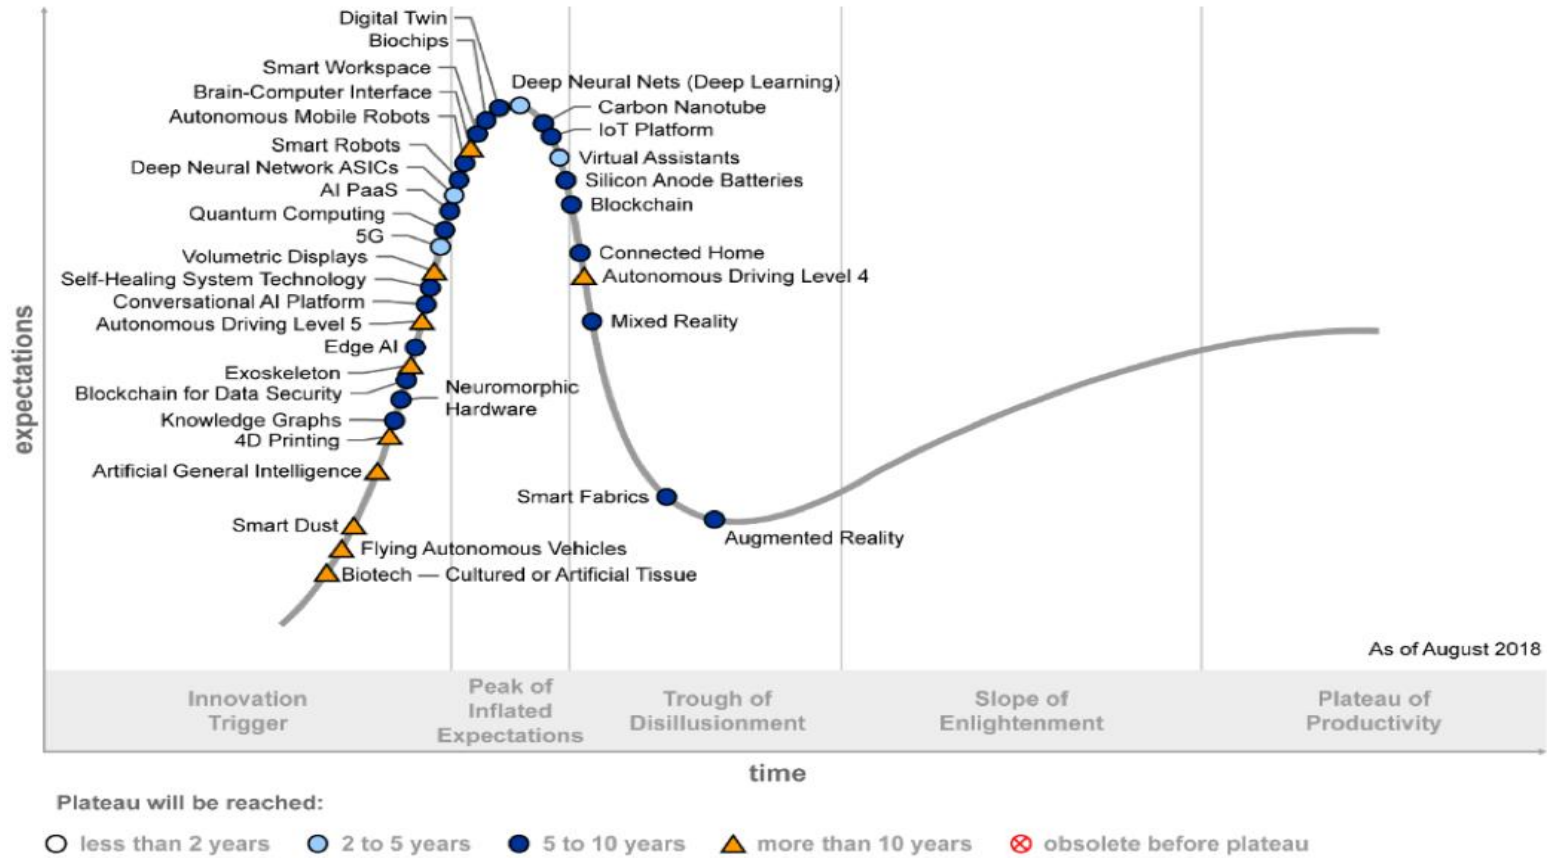 Digital Twin
Biochips
Smart Workspace
Brain-Computer Interface
Autonomous Mobile Robots
Smart Robots
Deep Neural Network ASICs
AI PaaS
Quantum Computing
5G
Volumetric Displays
Self-Healing System Technology
Conversational AI Platform
Autonomous Driving Level 5
Edge AI
Exoskeleton
Blockchain for Data Security
Neuromorphic
Hardware
Knowledge Graphs
4D Printing
Artificial General Intelligence
Smart Dust
Flying Autonomous Vehicles
Biotech — Cultured or Artificial Tissue
Deep Neural Nets (Deep Learning)
Carbon Nanotube
IoT Platform
Virtual Assistants
Silicon Anode Batteries
Blockchain
Connected Home
Autonomous Driving Level 4
Mixed Reality
Smart Fabrics
Augmented Reality
expectations
As of August 2018
Innovation
Trigger
Peak of
Inflated
Expectations
Trough of
Disillusionment
Slope of
Enlightenment
Plateau of
Productivity
time
Plateau will be reached:
less than 2 years
2 to 5 years
5 to 10 years
more than 10 years
obsolete before plateau